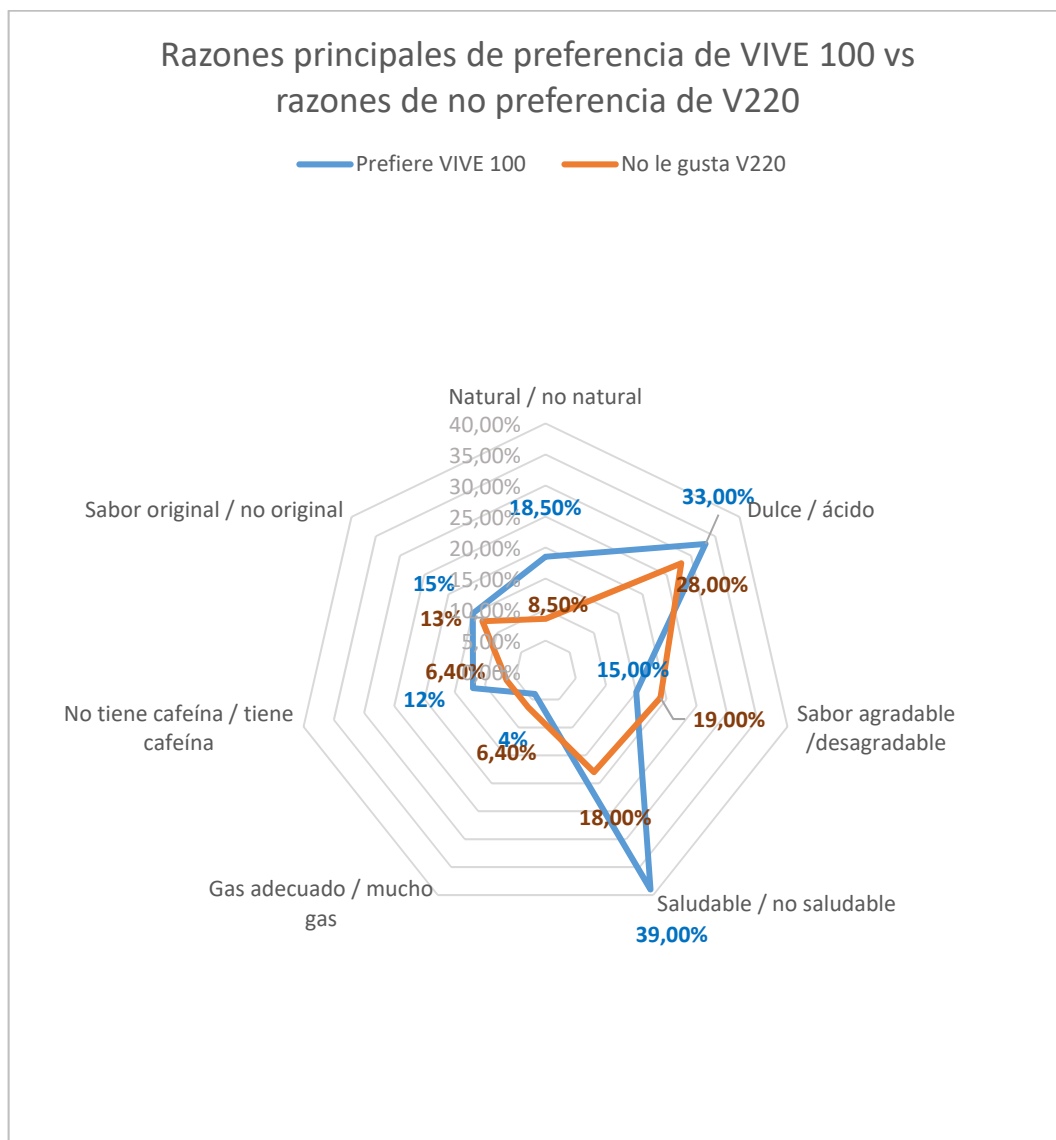 Razones principales de preferencia de VIVE 100 vs
razones de no preferencia de V220
Prefiere VIVE 100
No le gusta V220
Natural / no natural
40,00%
35,00%
30,00%
25,00%
20,00%
15,00%
10,00%
5,00%
0,00%
18,50%
8,50%
33,00%
Dulce / ácido
28,00%
15,00%
19,00%
Sabor agradable
/desagradable
18,00%
Saludable / no saludable
39,00%
4%
6,40%
Gas adecuado / mucho
gas
6,40%
12%
No tiene cafeína / tiene
cafeína
Sabor original / no original
15%
13%